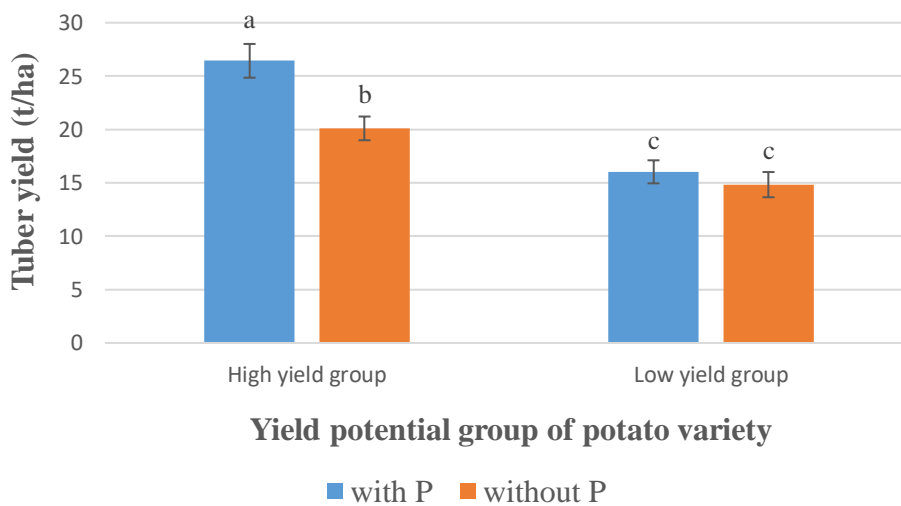 30
25
20
15
10
5
0
Tuber yield (t/ha)
a
b
c
c
High yield group
Low yield group
Yield potential group of potato variety
with P
without P